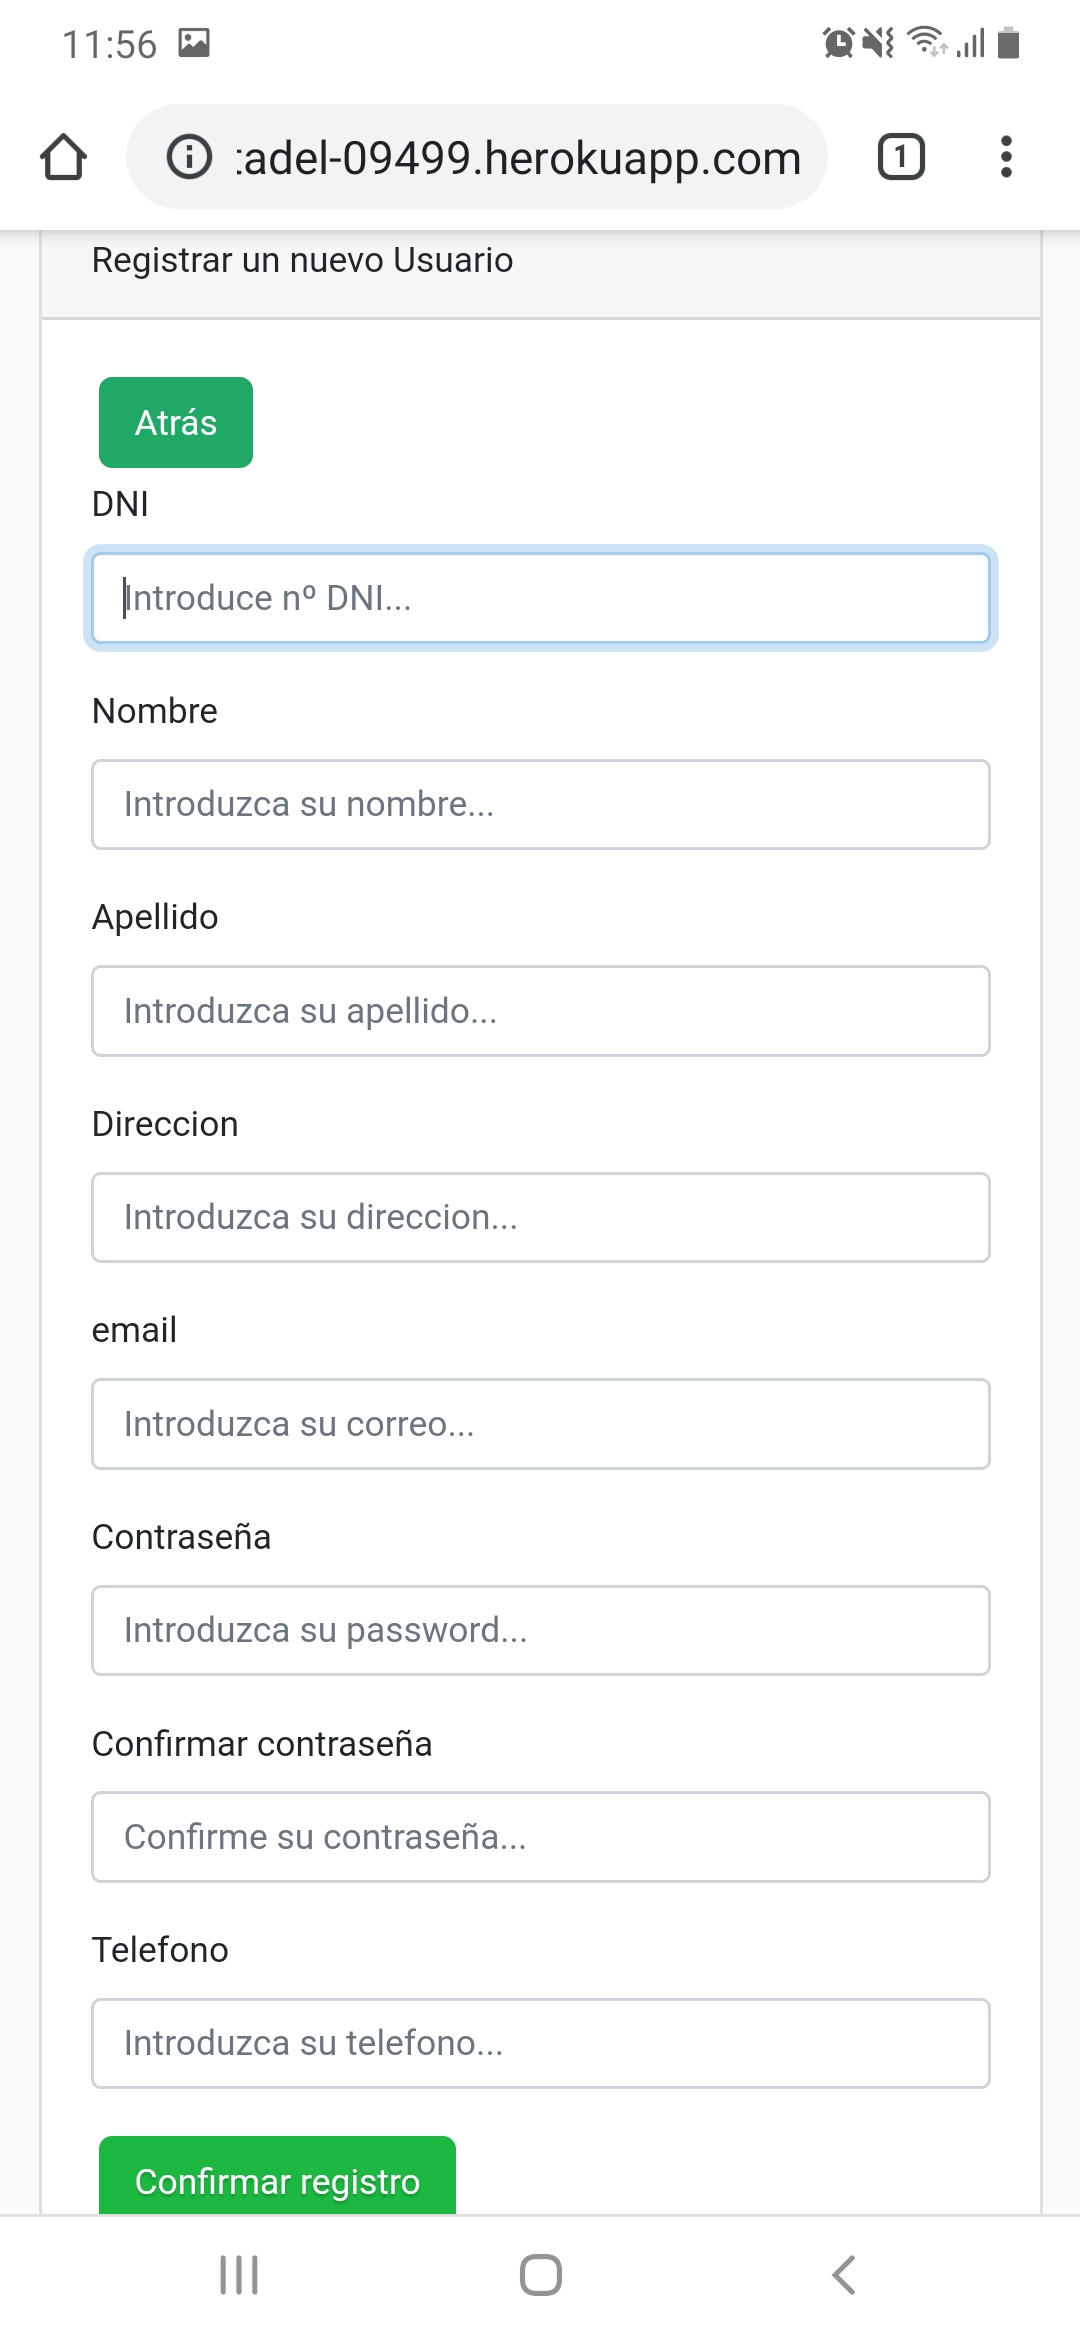 11:56
:adel-09499.herokuapp.com
1
Registrar un nuevo Usuario
Atrás
DNI
Introduce nº DNI...
Nombre
Introduzca su nombre...
Apellido
Introduzca su apellido...
Direccion
Introduzca su direccion...
email
Introduzca su correo...
Contraseña
Introduzca su password...
Confirmar contraseña
Confirme su contraseña...
Telefono
Introduzca su telefono...
Confirmar registro